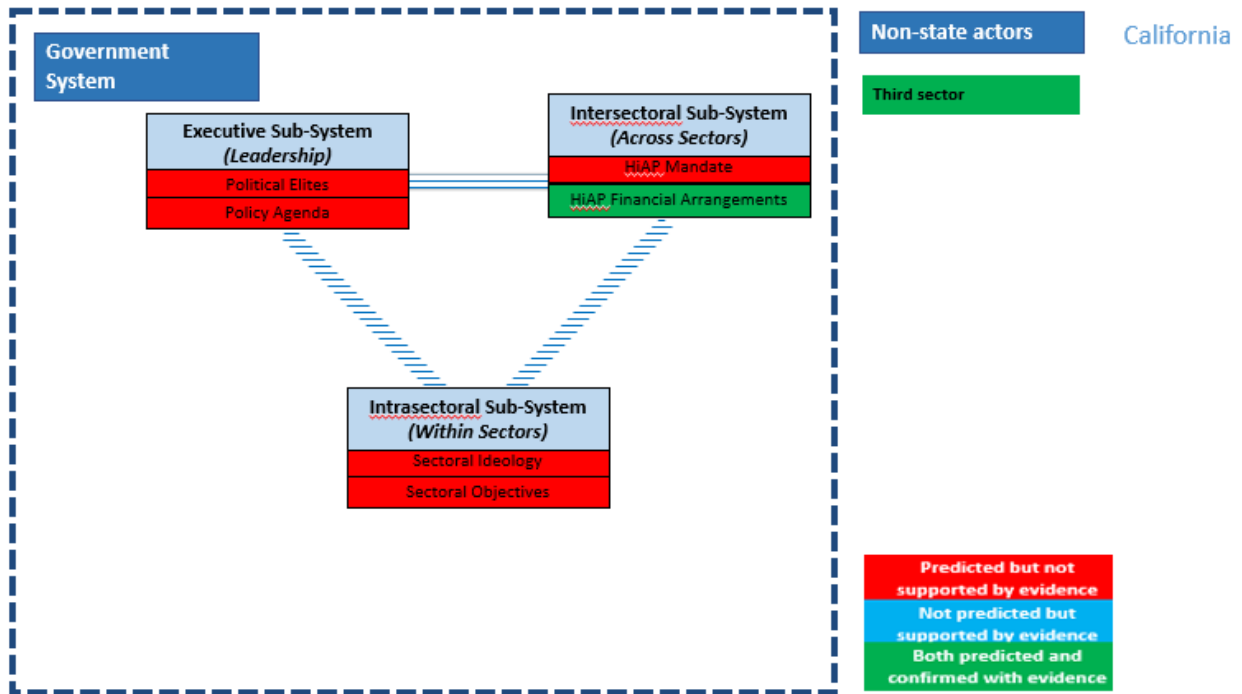 Government
System
Executive Sub-System
(Leadership)
Political Elites
Policy Agenda
Intersectoral Sub-System
(Across Sectors)
HiAP Mandate
HiAP Financial Arrangements
Intrasectoral Sub-System
(Within Sectors)
Sectoral Ideology
Sectoral Objectives
Non-state actors
California
Third sector
Predicted but not
supported by evidence
Not predicted but
supported by evidence
Both predicted and
confirmed with evidence